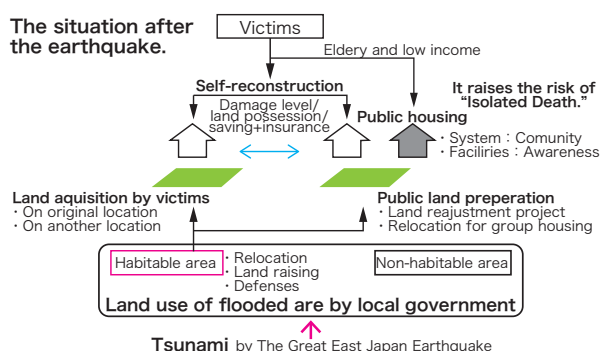 The situation after
the earthquake.
Victims
Eldery and low income
Self-reconstruction
Damage level/
land possession/
saving+insurance
Public housing
It raises the risk of
“Isolated Death.”
・System：Comunity
・Faciliries：Awareness
Land aquisition by victims
・On original location
・On another location
Public land preperation
・Land reajustment project
・Relocation for group housing
Habitable area
・Relocation
・Land raising
・Defenses
Non-habitable area
Land use of flooded are by local government
Tsunami by The Great East Japan Earthquake